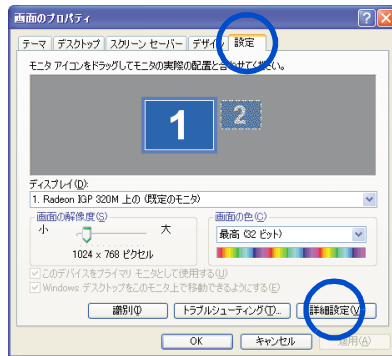 画面のプロパティ
テーマ デスクトップ スクリーン セーバー デザイン 設定
モニタ アイコンをドラッグしてモニタの実際の配置と合わせてください。
1 2
ディスプレイ(D):
1. Radeon IGP 320M 上の (既定のモニタ)
画面の解像度(S) 画面の色(C)
小 大 最高 (32 ビット)
1024 x 768 ピクセル
このデバイスをプライマリ モニタとして使用する(U)
Windows デスクトップをこのモニタ上で移動できるようにする(E)
識別(I) トラブルシューティング(T)... 詳細設定(V)
OK キャンセル 適用(A)